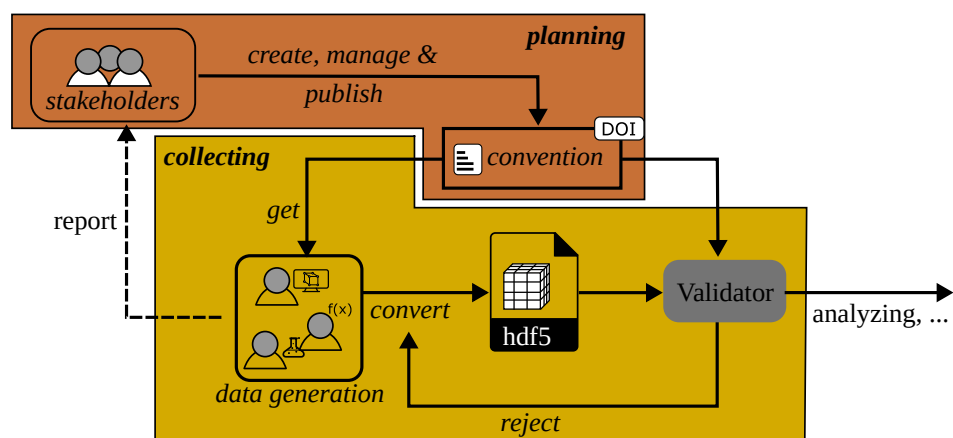 planning
create, manage &
publish
stakeholders
DOI
convention
collecting
get
report
f(x)
convert
hdf5
Validator
analyzing, ...
data generation
reject